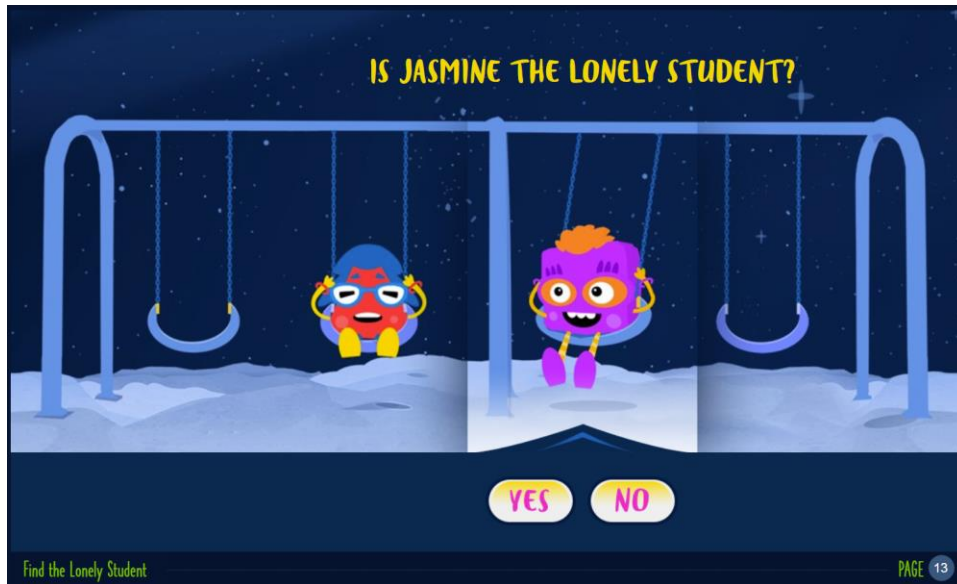 IS JASMINE THE LONELY STUDENT?
YES
NO
Find the Lonely Student
PAGE 13